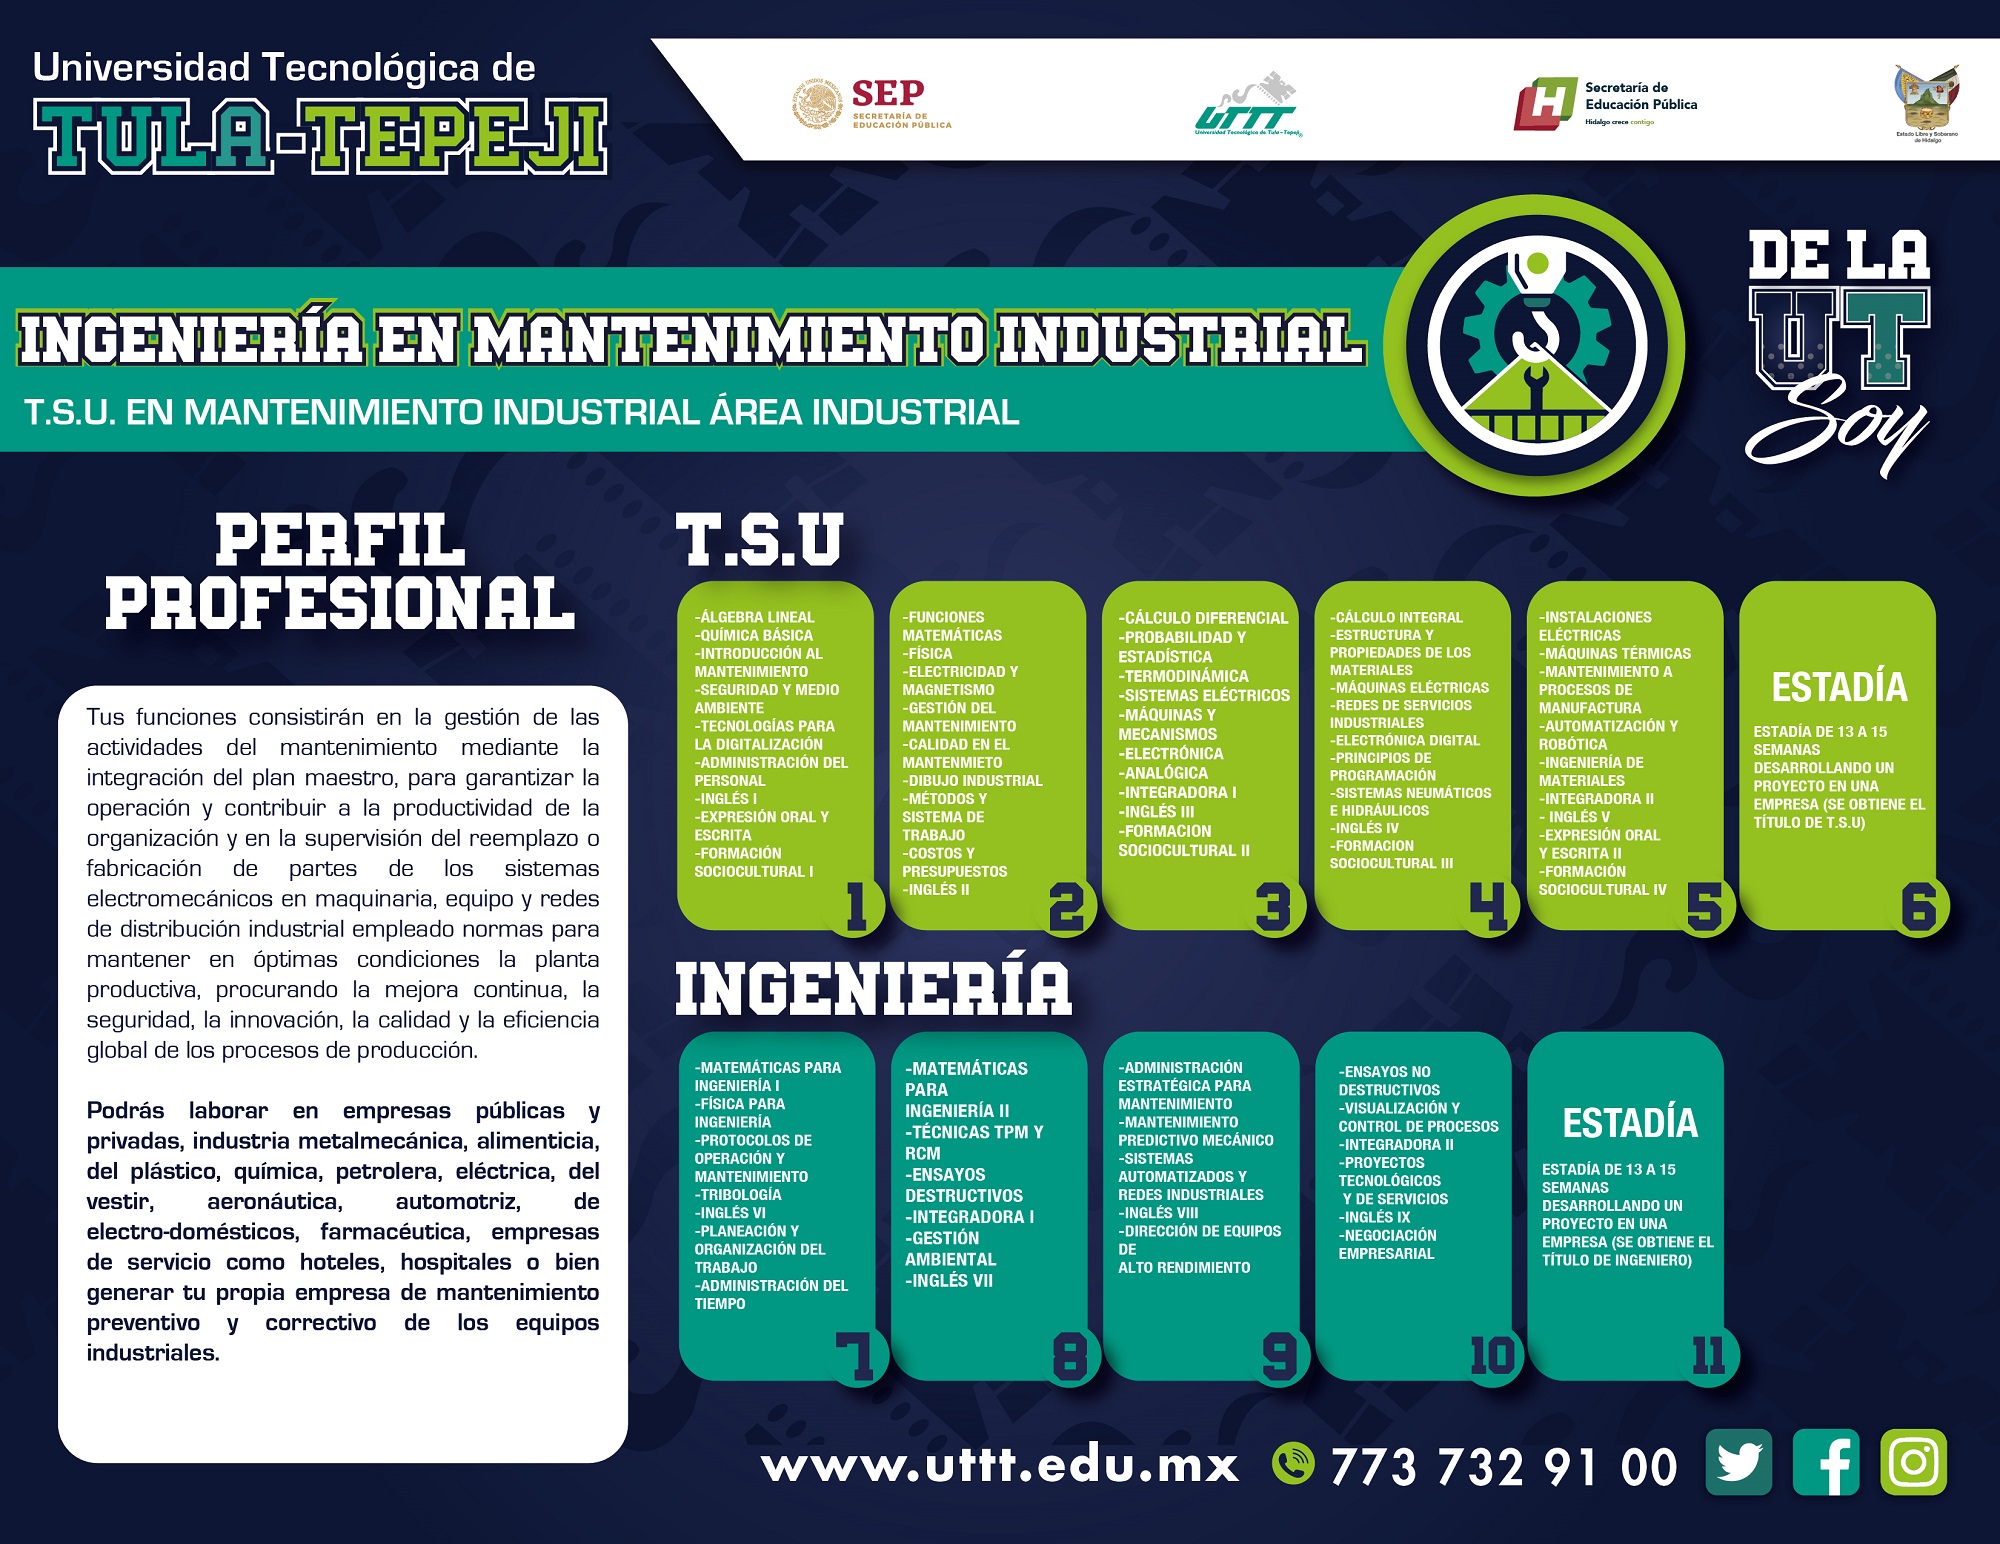 Universidad Tecnológica de
TULA-TEPEJI
SEP
SECRETARÍA DE
EDUCACIÓN PÚBLICA
UTTT
Universidad Tecnológica de Tula-Tepeji
H
Secretaría de
Educación Pública
Hidalgo crece contigo
Estado Libre y Soberano
de Hidalgo
INGENIERÍA EN MANTENIMIENTO INDUSTRIAL
T.S.U. EN MANTENIMIENTO INDUSTRIAL ÁREA INDUSTRIAL
DE LA
UT
Soy
PERFIL
PROFESIONAL
Tus funciones consistirán en la gestión de las
actividades del mantenimiento mediante la
integración del plan maestro, para garantizar la
operación y contribuir a la productividad de la
organización y en la supervisión del reemplazo o
fabricación de partes de los sistemas
electromecánicos en maquinaria, equipo y redes
de distribución industrial empleado normas para
mantener en óptimas condiciones la planta
productiva, procurando la mejora continua, la
seguridad, la innovación, la calidad y la eficiencia
global de los procesos de producción.
Podrás laborar en empresas públicas y
privadas, industria metalmecánica, alimenticia,
del plástico, química, petrolera, eléctrica, del
vestir, aeronáutica, automotriz, de
electro-domésticos, farmacéutica, empresas
de servicio como hoteles, hospitales o bien
generar tu propia empresa de mantenimiento
preventivo y correctivo de los equipos
industriales.
T.S.U
-ÁLGEBRA LINEAL
-QUÍMICA BÁSICA
-INTRODUCCIÓN AL
MANTENIMIENTO
-SEGURIDAD Y MEDIO
AMBIENTE
-TECNOLOGÍAS PARA
LA DIGITALIZACIÓN
-ADMINISTRACIÓN DEL
PERSONAL
-INGLÉS I
-EXPRESIÓN ORAL Y
ESCRITA
-FORMACIÓN
SOCIOCULTURAL I
1
-FUNCIONES
MATEMÁTICAS
-FÍSICA
-ELECTRICIDAD Y
MAGNETISMO
-GESTIÓN DEL
MANTENIMIENTO
-CALIDAD EN EL
MANTENMIETO
-DIBUJO INDUSTRIAL
-MÉTODOS Y
SISTEMA DE
TRABAJO
-COSTOS Y
PRESUPUESTOS
-INGLÉS II
2
-CÁLCULO DIFERENCIAL
-PROBABILIDAD Y
ESTADÍSTICA
-TERMODINÁMICA
-SISTEMAS ELÉCTRICOS
-MÁQUINAS Y
MECANISMOS
-ELECTRÓNICA
-ANALÓGICA
-INTEGRADORA I
-INGLÉS III
-FORMACION
SOCIOCULTURAL II
3
-CÁLCULO INTEGRAL
-ESTRUCTURA Y
PROPIEDADES DE LOS
MATERIALES
-MÁQUINAS ELÉCTRICAS
-REDES DE SERVICIOS
INDUSTRIALES
-ELECTRÓNICA DIGITAL
-PRINCIPIOS DE
PROGRAMACIÓN
-SISTEMAS NEUMÁTICOS
E HIDRÁULICOS
-INGLÉS IV
-FORMACION
SOCIOCULTURAL III
4
-INSTALACIONES
ELÉCTRICAS
-MÁQUINAS TÉRMICAS
-MANTENIMIENTO A
PROCESOS DE
MANUFACTURA
-AUTOMATIZACIÓN Y
ROBÓTICA
-INGENIERÍA DE
MATERIALES
-INTEGRADORA II
- INGLÉS V
-EXPRESIÓN ORAL
Y ESCRITA II
-FORMACIÓN
SOCIOCULTURAL IV
5
ESTADÍA
ESTADÍA DE 13 A 15
SEMANAS
DESARROLLANDO UN
PROYECTO EN UNA
EMPRESA (SE OBTIENE EL
TÍTULO DE T.S.U)
6
INGENIERÍA
-MATEMÁTICAS PARA
INGENIERÍA I
-FÍSICA PARA
INGENIERÍA
-PROTOCOLOS DE
OPERACIÓN Y
MANTENIMIENTO
-TRIBOLOGÍA
-INGLÉS VI
-PLANEACIÓN Y
ORGANIZACIÓN DEL
TRABAJO
-ADMINISTRACIÓN DEL
TIEMPO
7
-MATEMÁTICAS
PARA
INGENIERÍA II
-TÉCNICAS TPM Y
RCM
-ENSAYOS
DESTRUCTIVOS
-INTEGRADORA I
-GESTIÓN
AMBIENTAL
-INGLÉS VII
8
-ADMINISTRACIÓN
ESTRATÉGICA PARA
MANTENIMIENTO
-MANTENIMIENTO
PREDICTIVO MECÁNICO
-SISTEMAS
AUTOMATIZADOS Y
REDES INDUSTRIALES
-INGLÉS VIII
-DIRECCIÓN DE EQUIPOS
DE
ALTO RENDIMIENTO
9
-ENSAYOS NO
DESTRUCTIVOS
-VISUALIZACIÓN Y
CONTROL DE PROCESOS
-INTEGRADORA II
-PROYECTOS
TECNOLÓGICOS
Y DE SERVICIOS
-INGLÉS IX
-NEGOCIACIÓN
EMPRESARIAL
10
ESTADÍA
ESTADÍA DE 13 A 15
SEMANAS
DESARROLLANDO UN
PROYECTO EN UNA
EMPRESA (SE OBTIENE EL
TÍTULO DE INGENIERO)
11
www.uttt.edu.mx
773 732 91 00